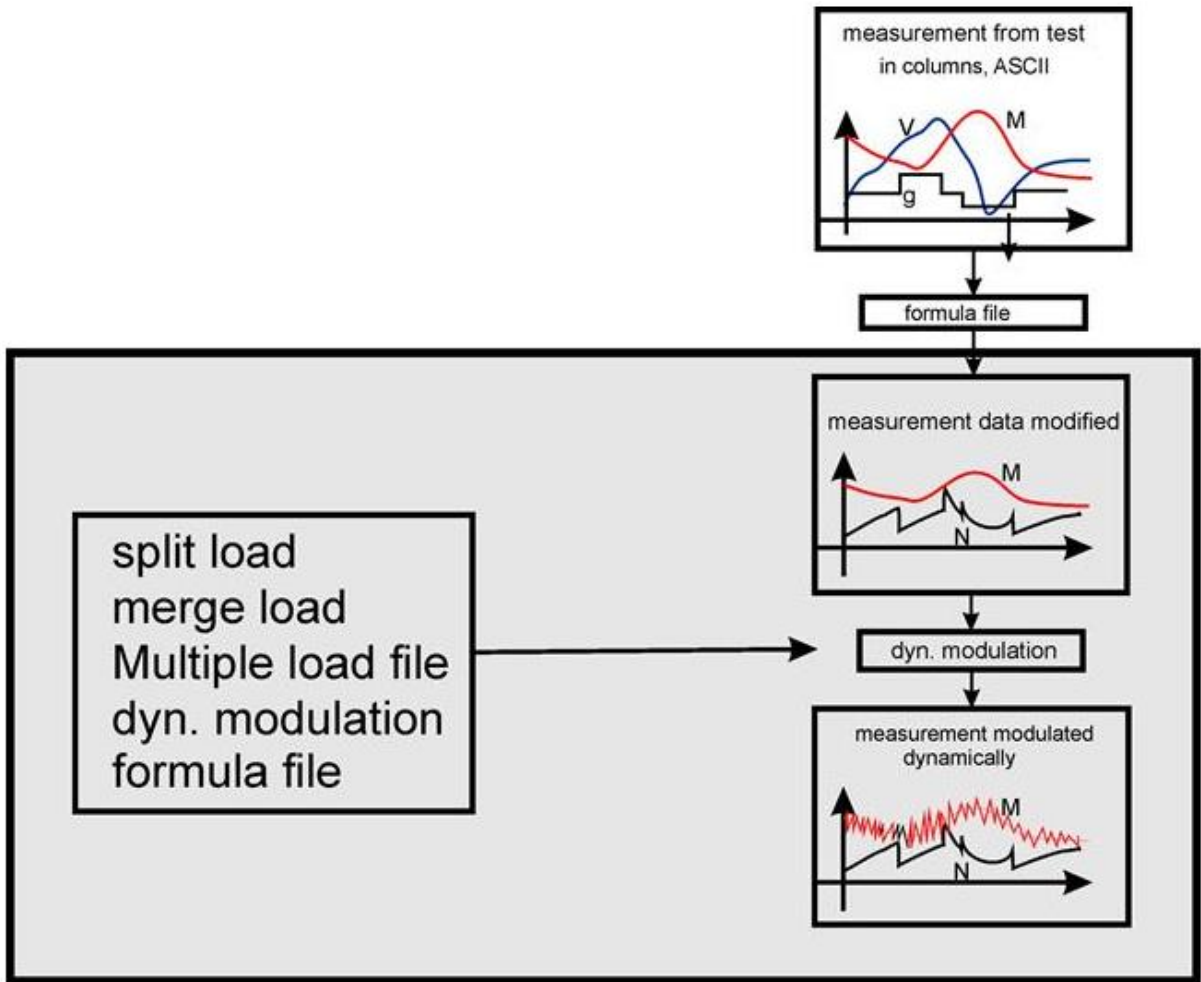 measurement from test
in columns, ASCII
V
M
g
formula file
measurement data modified
M
N
split load
merge load
Multiple load file
dyn. modulation
formula file
dyn. modulation
measurement modulated
dynamically
M
N